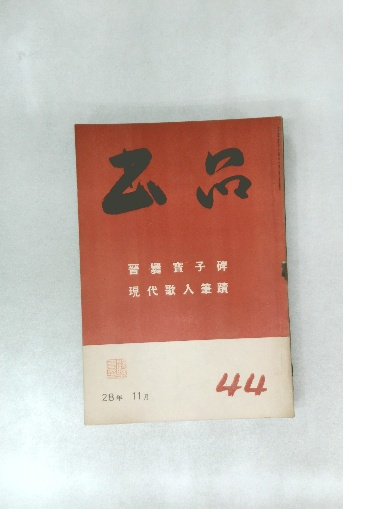 書品
晉爨寶子碑
現代歌人筆蹟
28年 11月
44